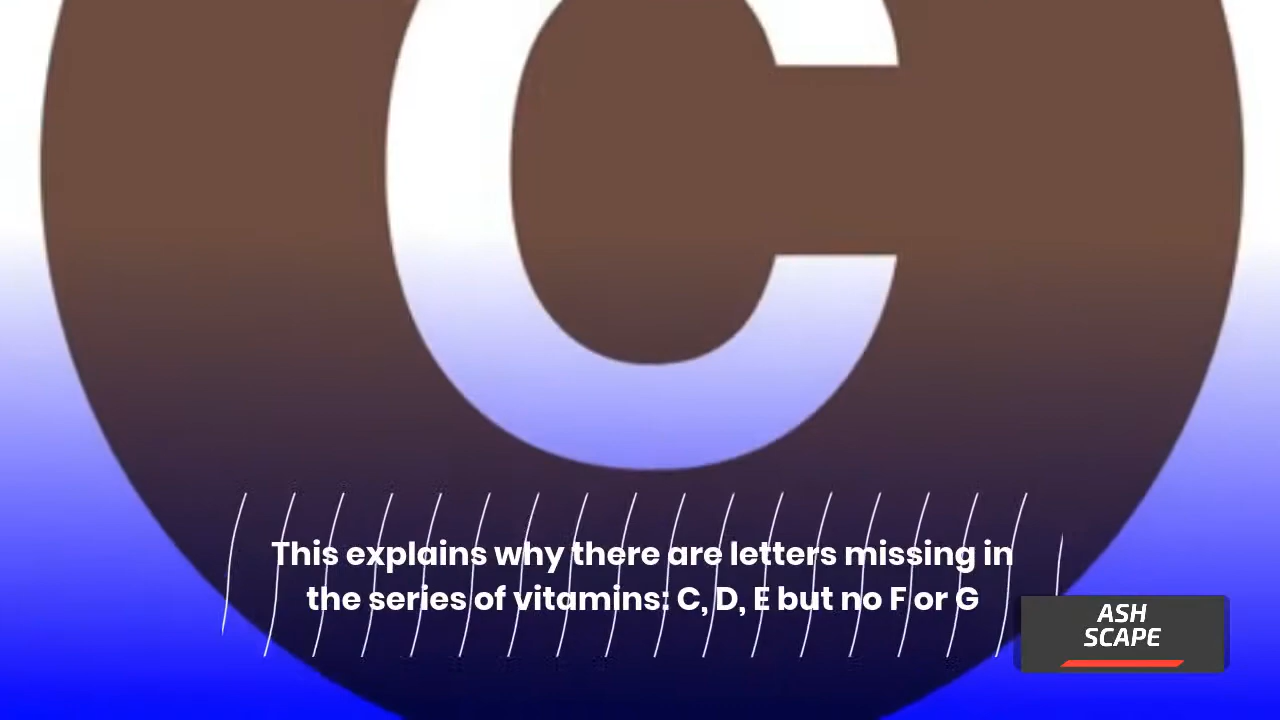 C
This explains why there are letters missing in
the series of vitamins: C, D, E but no F or G
ASH
SCAPE